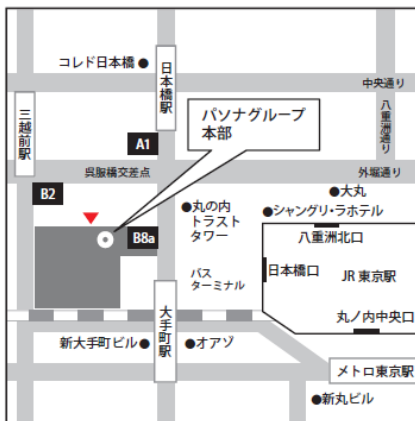 コレド日本橋
日本橋駅
中央通り
八重洲通り
パソナグループ
本部
三越前駅
A1
呉服橋交差点
外堀通り
B2
大丸
丸の内
トラスト
タワー
シャングリ・ラホテル
八重洲北口
B8a
バス
ターミナル
日本橋口
JR 東京駅
丸ノ内中央口
大手町駅
新大手町ビル
オアゾ
メトロ東京駅
新丸ビル